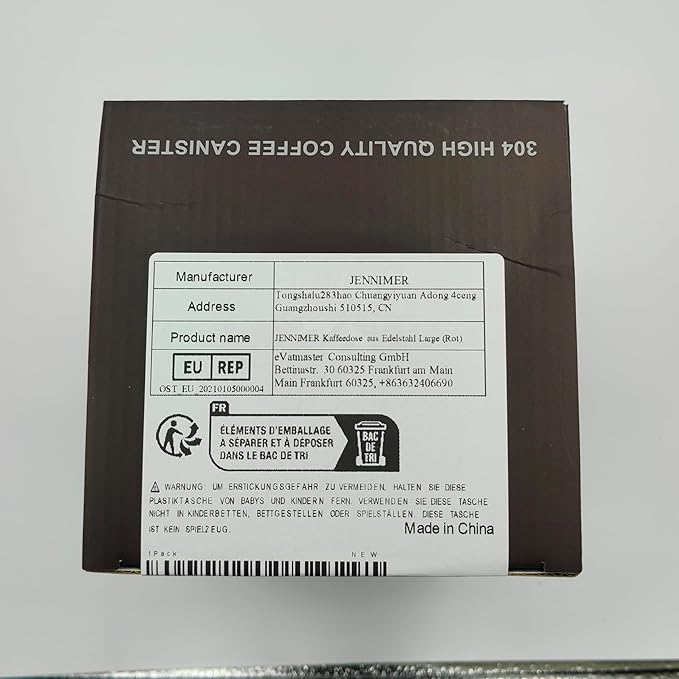 304 HIGH QUALITY COFFEE CANISTER
Manufacturer JENNIMER
Address Tongshalu283hao Chuangyiyuan Adong 4ceng
Guangzhoushi 510515, CN
Product name JENNIMER Kaffeedose aus Edelstahl Large (Rot)
EU REP eVatmaster Consulting GmbH
Bettinastr. 30 60325 Frankfurt am Main
OST_EU_20210105000004 Main Frankfurt 60325, +863632406690
FR
ÉLÉMENTS D'EMBALLAGE
À SÉPARER ET À DÉPOSER
DANS LE BAC DE TRI
BAC
DE
TRI
WARNUNG: UM ERSTICKUNGSGEFAHR ZU VERMEIDEN, HALTEN SIE DIESE
PLASTIKTASCHE VON BABYS UND KINDERN FERN. VERWENDEN SIE DIESE TASCHE
NICHT IN KINDERBETTEN, BETTGESTELLEN ODER SPIELSTÄLLEN. DIESE TASCHE
IST KEIN SPIELZEUG.
Made in China
1Pack NEW